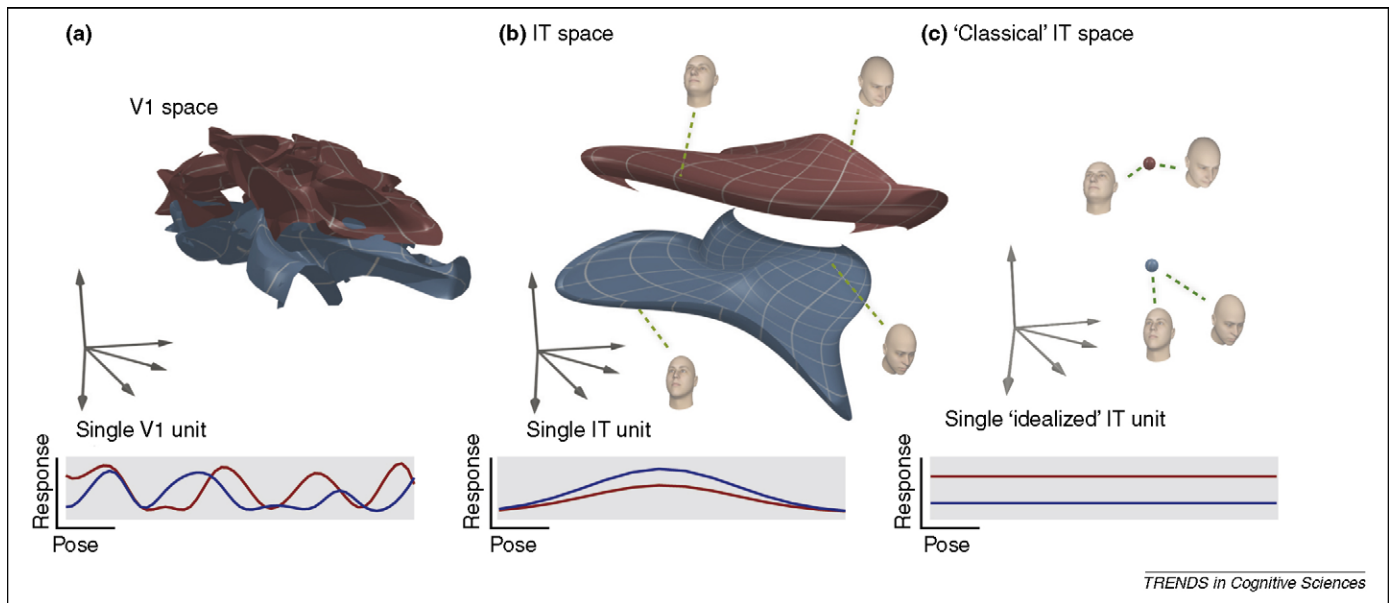 (a)
V1 space
Single V1 unit
Response
Pose
(b) IT space
Single IT unit
Response
Pose
(c) ‘Classical’ IT space
Single ‘idealized’ IT unit
Response
Pose
TRENDS in Cognitive Sciences